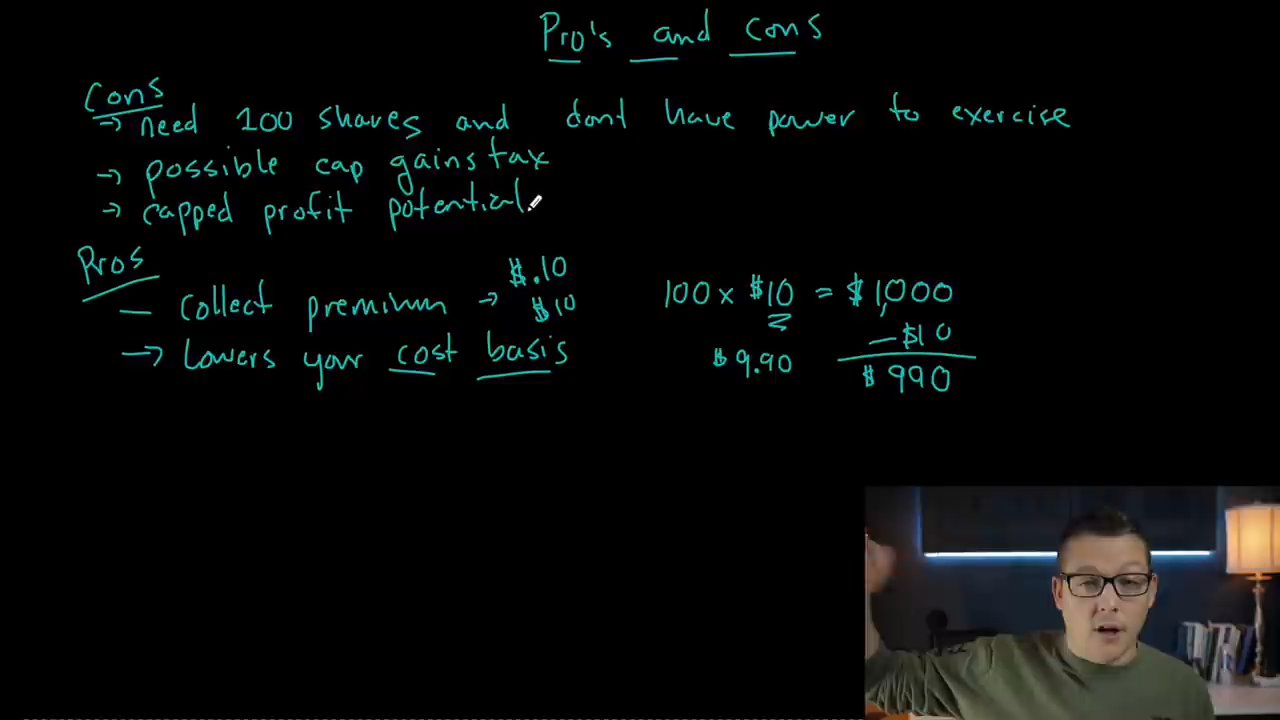 Pro's and cons
Cons
→ need 100 shares and dont have power to exercise
→ possible cap gains tax
→ capped profit potential
Pros
— collect premium → $.10
$10
→ Lowers your cost basis
100 x $10 = $1,000
— $10
$9.90 $990